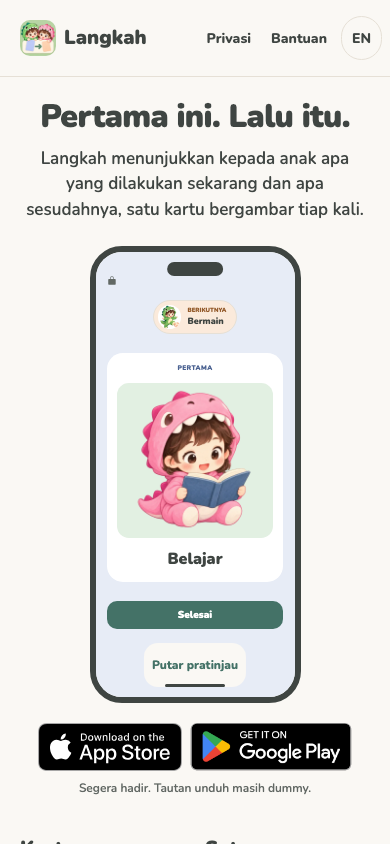 Langkah
Privasi
Bantuan
EN
Pertama ini. Lalu itu.
Langkah menunjukkan kepada anak apa
yang dilakukan sekarang dan apa
sesudahnya, satu kartu bergambar tiap kali.
BERIKUTNYA
Bermain
PERTAMA
Belajar
Selesai
Putar pratinjau
Download on the
App Store
GET IT ON
Google Play
Segera hadir. Tautan unduh masih dummy.